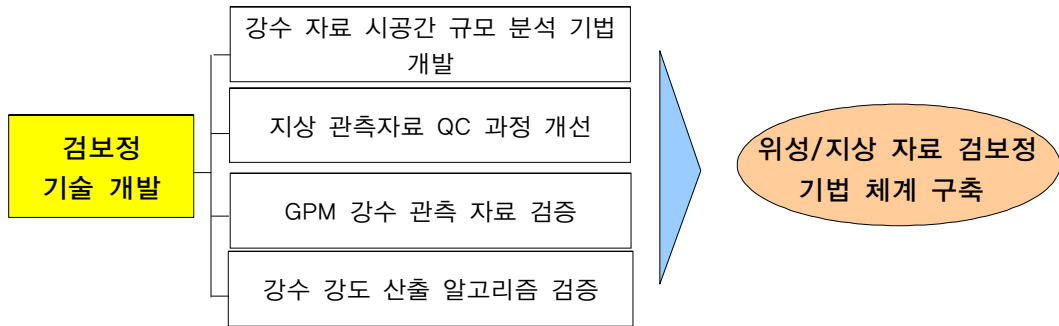 강수 자료 시공간 규모 분석 기법
개발
지상 관측자료 QC 과정 개선
검보정
기술 개발
GPM 강수 관측 자료 검증
강수 강도 산출 알고리즘 검증
위성/지상 자료 검보정
기법 체계 구축